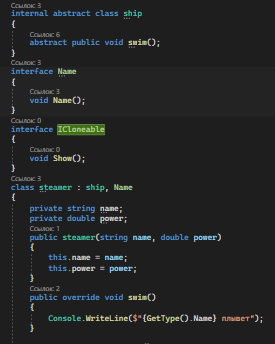 Ссылок: 3
internal abstract class ship
{
Ссылок: 6
abstract public void swim();
}
Ссылок: 3
interface Name
{
Ссылок: 3
void Name();
}
Ссылок: 0
interface ICloneable
{
Ссылок: 0
void Show();
}
Ссылок: 3
class steamer : ship, Name
{
private string name;
private double power;
Ссылок: 1
public steamer(string name, double power)
{
this.name = name;
this.power = power;
}
Ссылок: 2
public override void swim()
{
Console.WriteLine($"{GetType().Name} плывет");
}